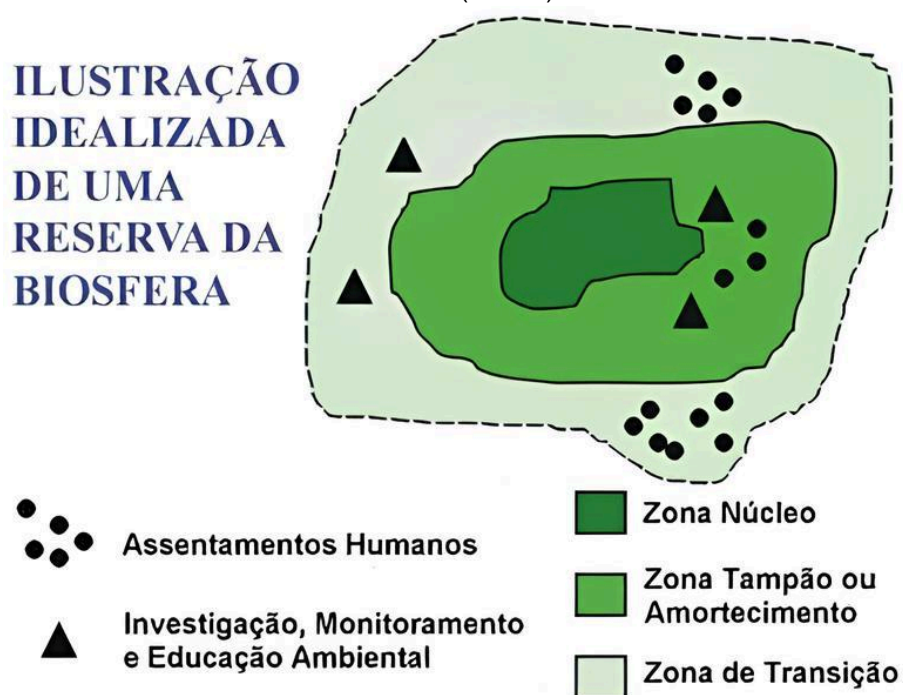 ILUSTRAÇÃO
IDEALIZADA
DE UMA
RESERVA DA
BIOSFERA
Assentamentos Humanos
Investigação, Monitoramento
e Educação Ambiental
Zona Núcleo
Zona Tampão ou
Amortecimento
Zona de Transição